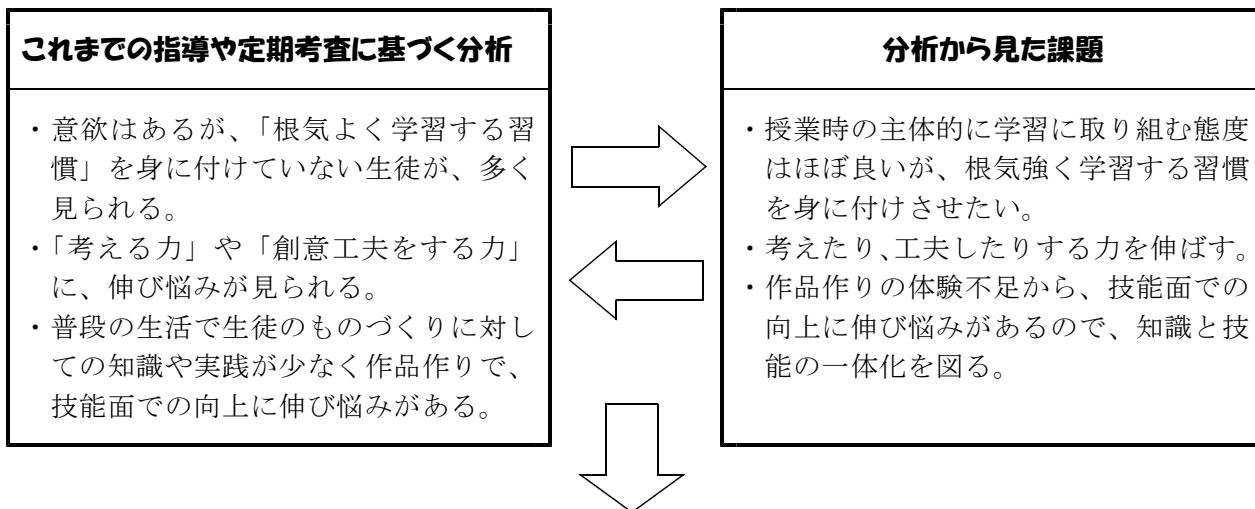 これまでの指導や定期考査に基づく分析
・意欲はあるが、「根気よく学習する習
慣」を身に付けていない生徒が、多く
見られる。
・「考える力」や「創意工夫をする力」
に、伸び悩みが見られる。
・普段の生活で生徒のものづくりに対し
ての知識や実践が少なく作品作りで、
技能面での向上に伸び悩みがある。
分析から見た課題
・授業時の主体的に学習に取り組む態度
はほぼ良いが、根気強く学習する習慣
を身に付けさせたい。
・考えたり、工夫したりする力を伸ばす。
・作品作りの体験不足から、技能面での
向上に伸び悩みがあるので、知識と技
能の一体化を図る。